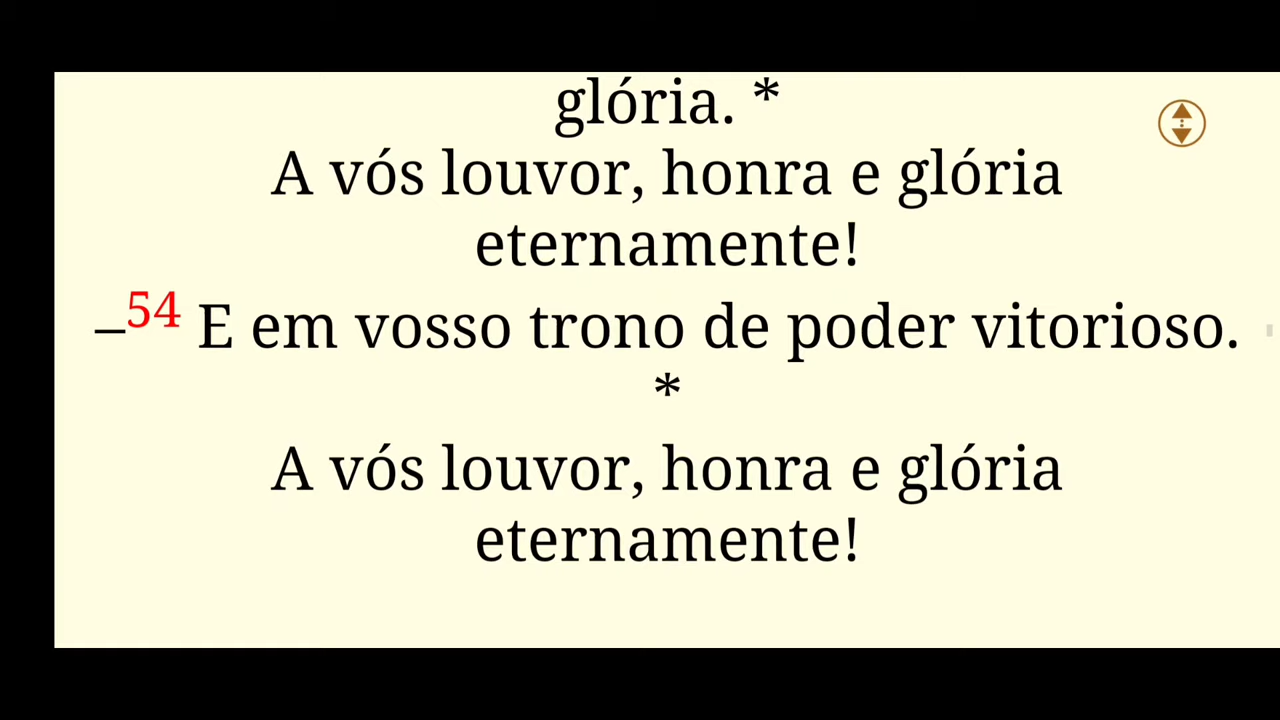 glória. *
A vós louvor, honra e glória
eternamente!
–54 E em vosso trono de poder vitorioso.
*
A vós louvor, honra e glória
eternamente!